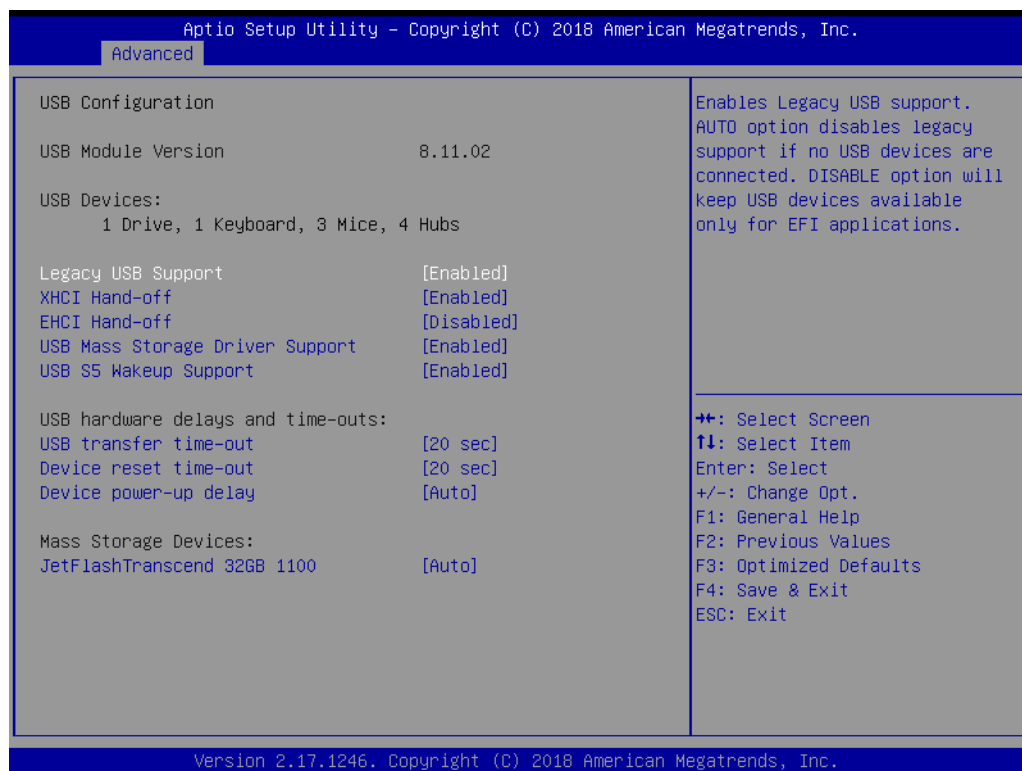 Aptio Setup Utility – Copyright (C) 2018 American Megatrends, Inc.
Advanced
USB Configuration
USB Module Version 8.11.02
USB Devices:
1 Drive, 1 Keyboard, 3 Mice, 4 Hubs
Legacy USB Support [Enabled]
XHCI Hand-off [Enabled]
EHCI Hand-off [Disabled]
USB Mass Storage Driver Support [Enabled]
USB S5 Wakeup Support [Enabled]
USB hardware delays and time-outs:
USB transfer time-out [20 sec]
Device reset time-out [20 sec]
Device power-up delay [Auto]
Mass Storage Devices:
JetFlashTranscend 32GB 1100 [Auto]
Enables Legacy USB support.
AUTO option disables legacy
support if no USB devices are
connected. DISABLE option will
keep USB devices available
only for EFI applications.
→←: Select Screen
↑↓: Select Item
Enter: Select
+/-: Change Opt.
F1: General Help
F2: Previous Values
F3: Optimized Defaults
F4: Save & Exit
ESC: Exit
Version 2.17.1246. Copyright (C) 2018 American Megatrends, Inc.